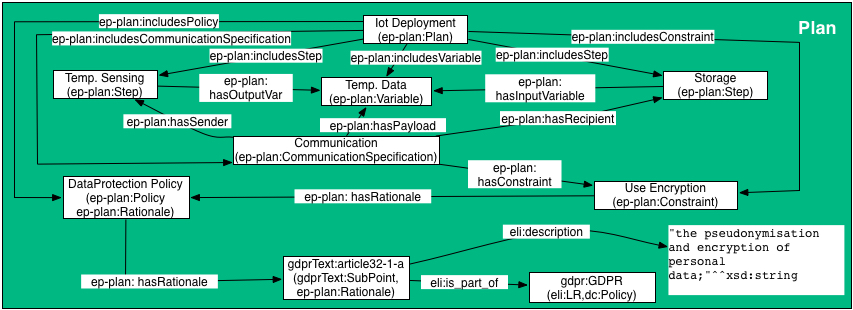 ep-plan:includesPolicy
Iot Deployment
(ep-plan:Plan)
Plan
ep-plan:includesCommunicationSpecification
ep-plan:includesConstraint
ep-plan:includesStep
ep-plan:includesVariable
ep-plan:includesStep
Temp. Sensing
(ep-plan:Step)
ep-plan:
hasOutputVar
Temp. Data
(ep-plan:Variable)
ep-plan:
hasInputVariable
Storage
(ep-plan:Step)
ep-plan:hasSender
ep-plan:hasPayload
ep-plan:hasRecipient
Communication
(ep-plan:CommunicationSpecification)
ep-plan:
hasConstraint
DataProtection Policy
(ep-plan:Policy
ep-plan:Rationale)
ep-plan: hasRationale
Use Encryption
(ep-plan:Constraint)
eli:description
"the pseudonymisation
and encryption of
personal
data;"^^xsd:string
ep-plan: hasRationale
gdprText:article32-1-a
(gdprText:SubPoint,
ep-plan:Rationale)
eli:is_part_of
gdpr:GDPR
(eli:LR,dc:Policy)